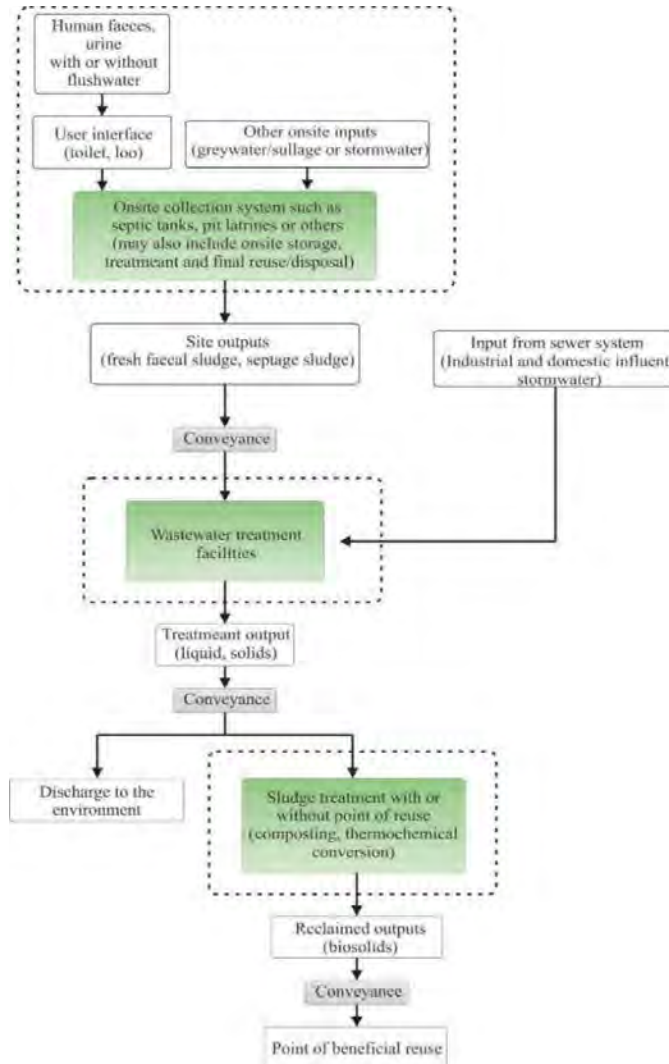 Human faeces,
urine
with or without
flushwater
User interface
(toilet, loo)
Other onsite inputs
(greywater/sullage or stormwater)
Onsite collection system such as
septic tanks, pit latrines or others
(may also include onsite storage,
treatmeant and final reuse/disposal)
Site outputs
(fresh faecal sludge, septage sludge)
Input from sewer system
(Industrial and domestic influent
stormwater)
Conveyance
Wastewater treatment
facilities
Treatmeant output
(liquid, solids)
Conveyance
Discharge to the
environment
Sludge treatment with or
without point of reuse
(composting, thermochemical
conversion)
Reclaimed outputs
(biosolids)
Conveyance
Point of beneficial reuse